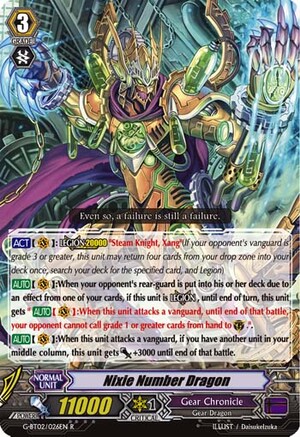 3
GRADE
Even so, a failure is still a failure.
ACT [ ]: LEGION 20000 "Steam Knight, Xang"(If your opponent's vanguard is
grade 3 or greater, this unit may return four cards from your drop zone into your
deck once, search your deck for the specified card, and Legion)
AUTO [ ]:When your opponent's rear-guard is put into his or her deck due to
an effect from one of your cards, if this unit is LEGION, until end of turn, this unit
gets "AUTO [ ]:When this unit attacks a vanguard, until end of that battle,
your opponent cannot call grade 1 or greater cards from hand to ".
AUTO [ ]:When this unit attacks a vanguard, if you have another unit in your
middle column, this unit gets +3000 until end of that battle.
NORMAL
UNIT
Nixie Number Dragon
POWER
11000
1
CRITICAL
Gear Chronicle
Gear Dragon
G-BT02/026EN R
ILLUST / DaisukeIzuka